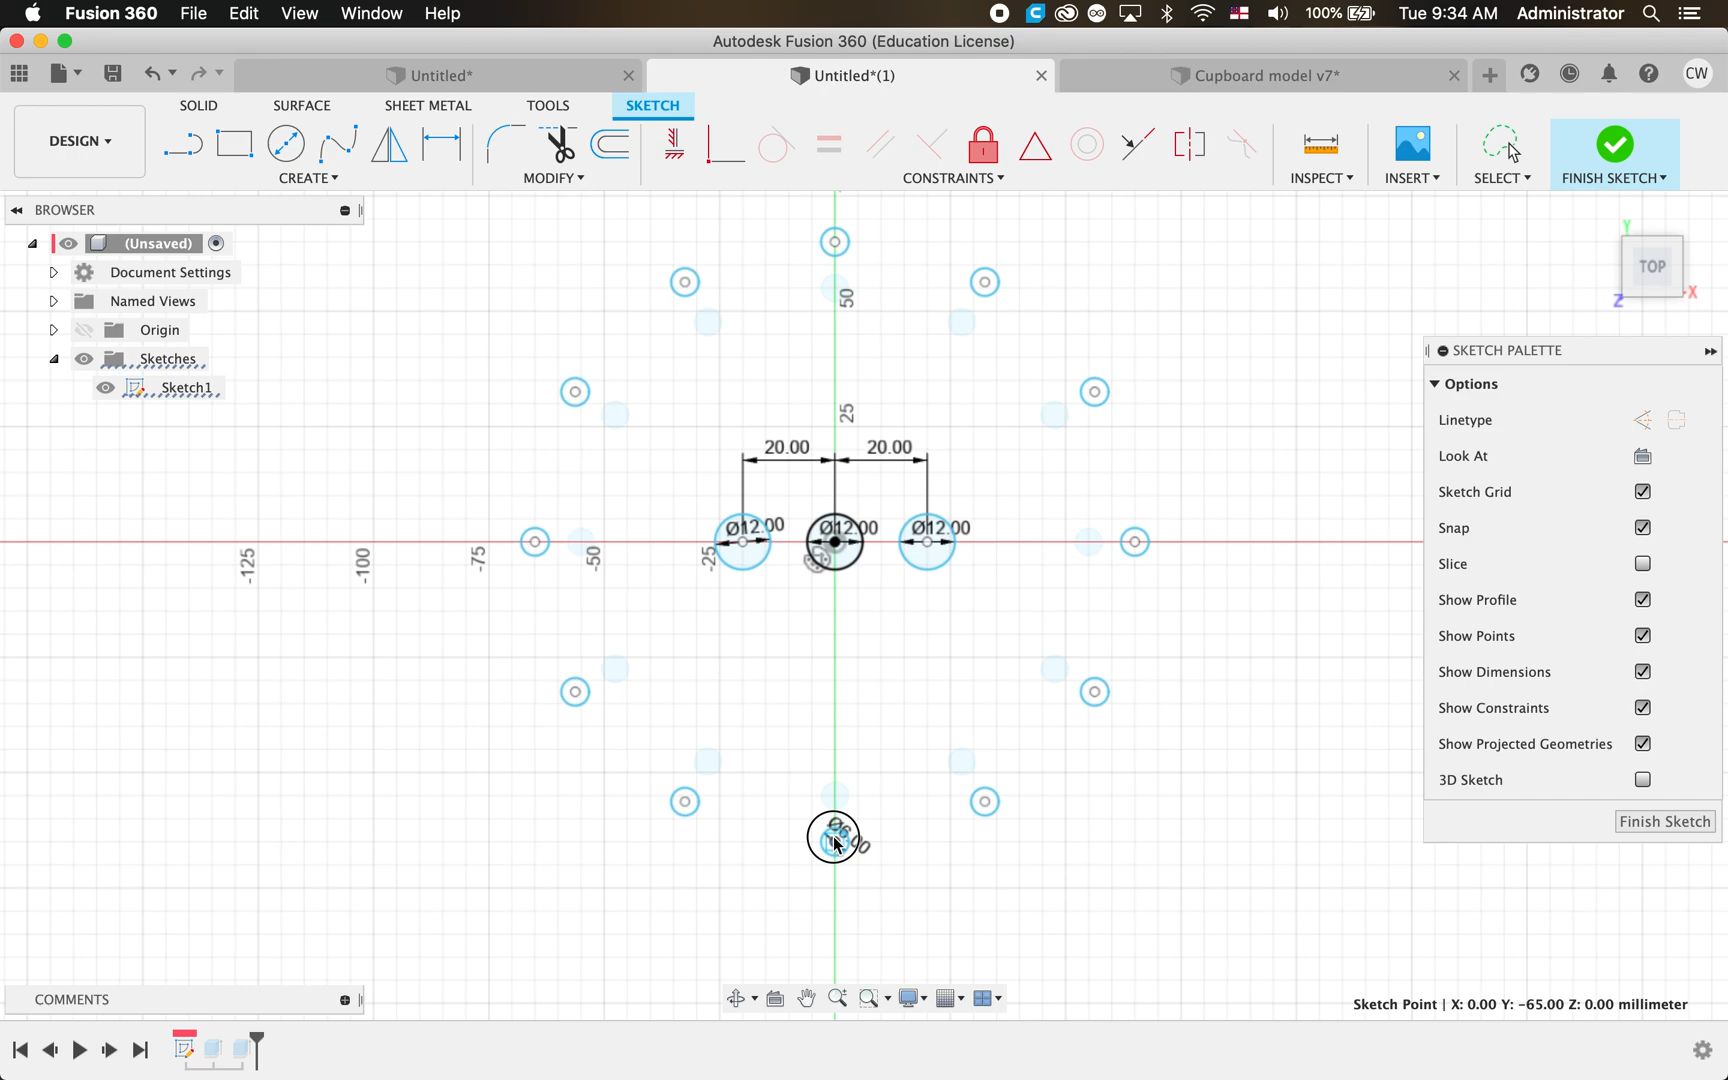 Fusion 360 File Edit View Window Help 100% Tue 9:34 AM Administrator
Autodesk Fusion 360 (Education License)
Untitled* Untitled*(1) Cupboard model v7* CW
SOLID SURFACE SHEET METAL TOOLS SKETCH
DESIGN
CREATE MODIFY CONSTRAINTS INSPECT INSERT SELECT FINISH SKETCH
BROWSER
(Unsaved)
Document Settings
Named Views
Origin
Sketches
Sketch1
TOP
Y
X
Z
50
25
20.00 20.00
Ø12.00 Ø12.00 Ø12.00
-125 -100 -75 -50 -25
Ø6.00
SKETCH PALETTE
Options
Linetype
Look At
Sketch Grid
Snap
Slice
Show Profile
Show Points
Show Dimensions
Show Constraints
Show Projected Geometries
3D Sketch
Finish Sketch
COMMENTS
Sketch Point | X: 0.00 Y: -65.00 Z: 0.00 millimeter